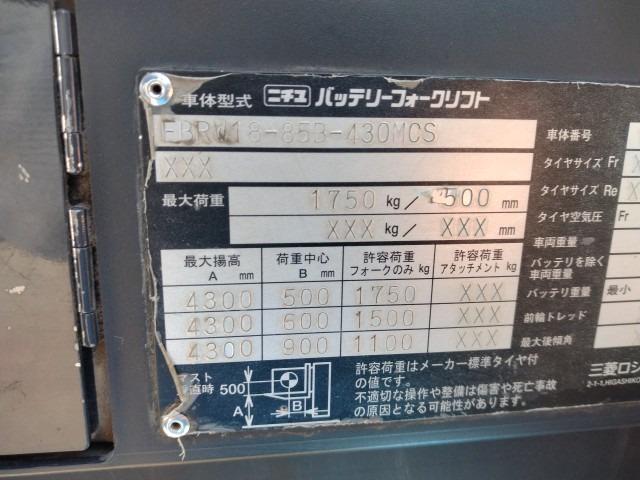 車体型式 ニチユ バッテリーフォークリフト
FBRW18-85B-430MCS
XXX
最大荷重 1750 kg/ 500 mm
XXX kg/ XXX mm
最大揚高 A mm 荷重中心 B mm 許容荷重 フォークのみ kg 許容荷重 アタッチメント kg
4300 500 1750 XXX
4300 600 1500 XXX
4300 900 1100 XXX
マスト 直時 500
A
B
許容荷重はメーカー標準タイヤ付
の値です。
不適切な操作や整備は傷害や死亡事故
の原因となる可能性があります。
車体番号
タイヤサイズ Fr
タイヤサイズ Re
タイヤ空気圧 Fr
車両重量
バッテリを除く
車両重量
バッテリ重量 最小
前輪トレッド
最大後傾角
三菱ロジ
2-1-1,HIGASHIK